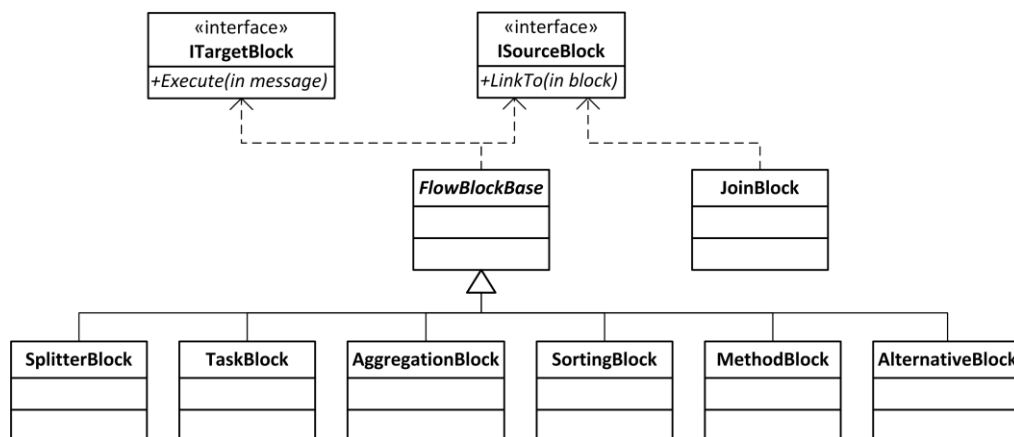 «interface»
ITargetBlock
+Execute(in message)
«interface»
ISourceBlock
+LinkTo(in block)
FlowBlockBase
JoinBlock
SplitterBlock
TaskBlock
AggregationBlock
SortingBlock
MethodBlock
AlternativeBlock